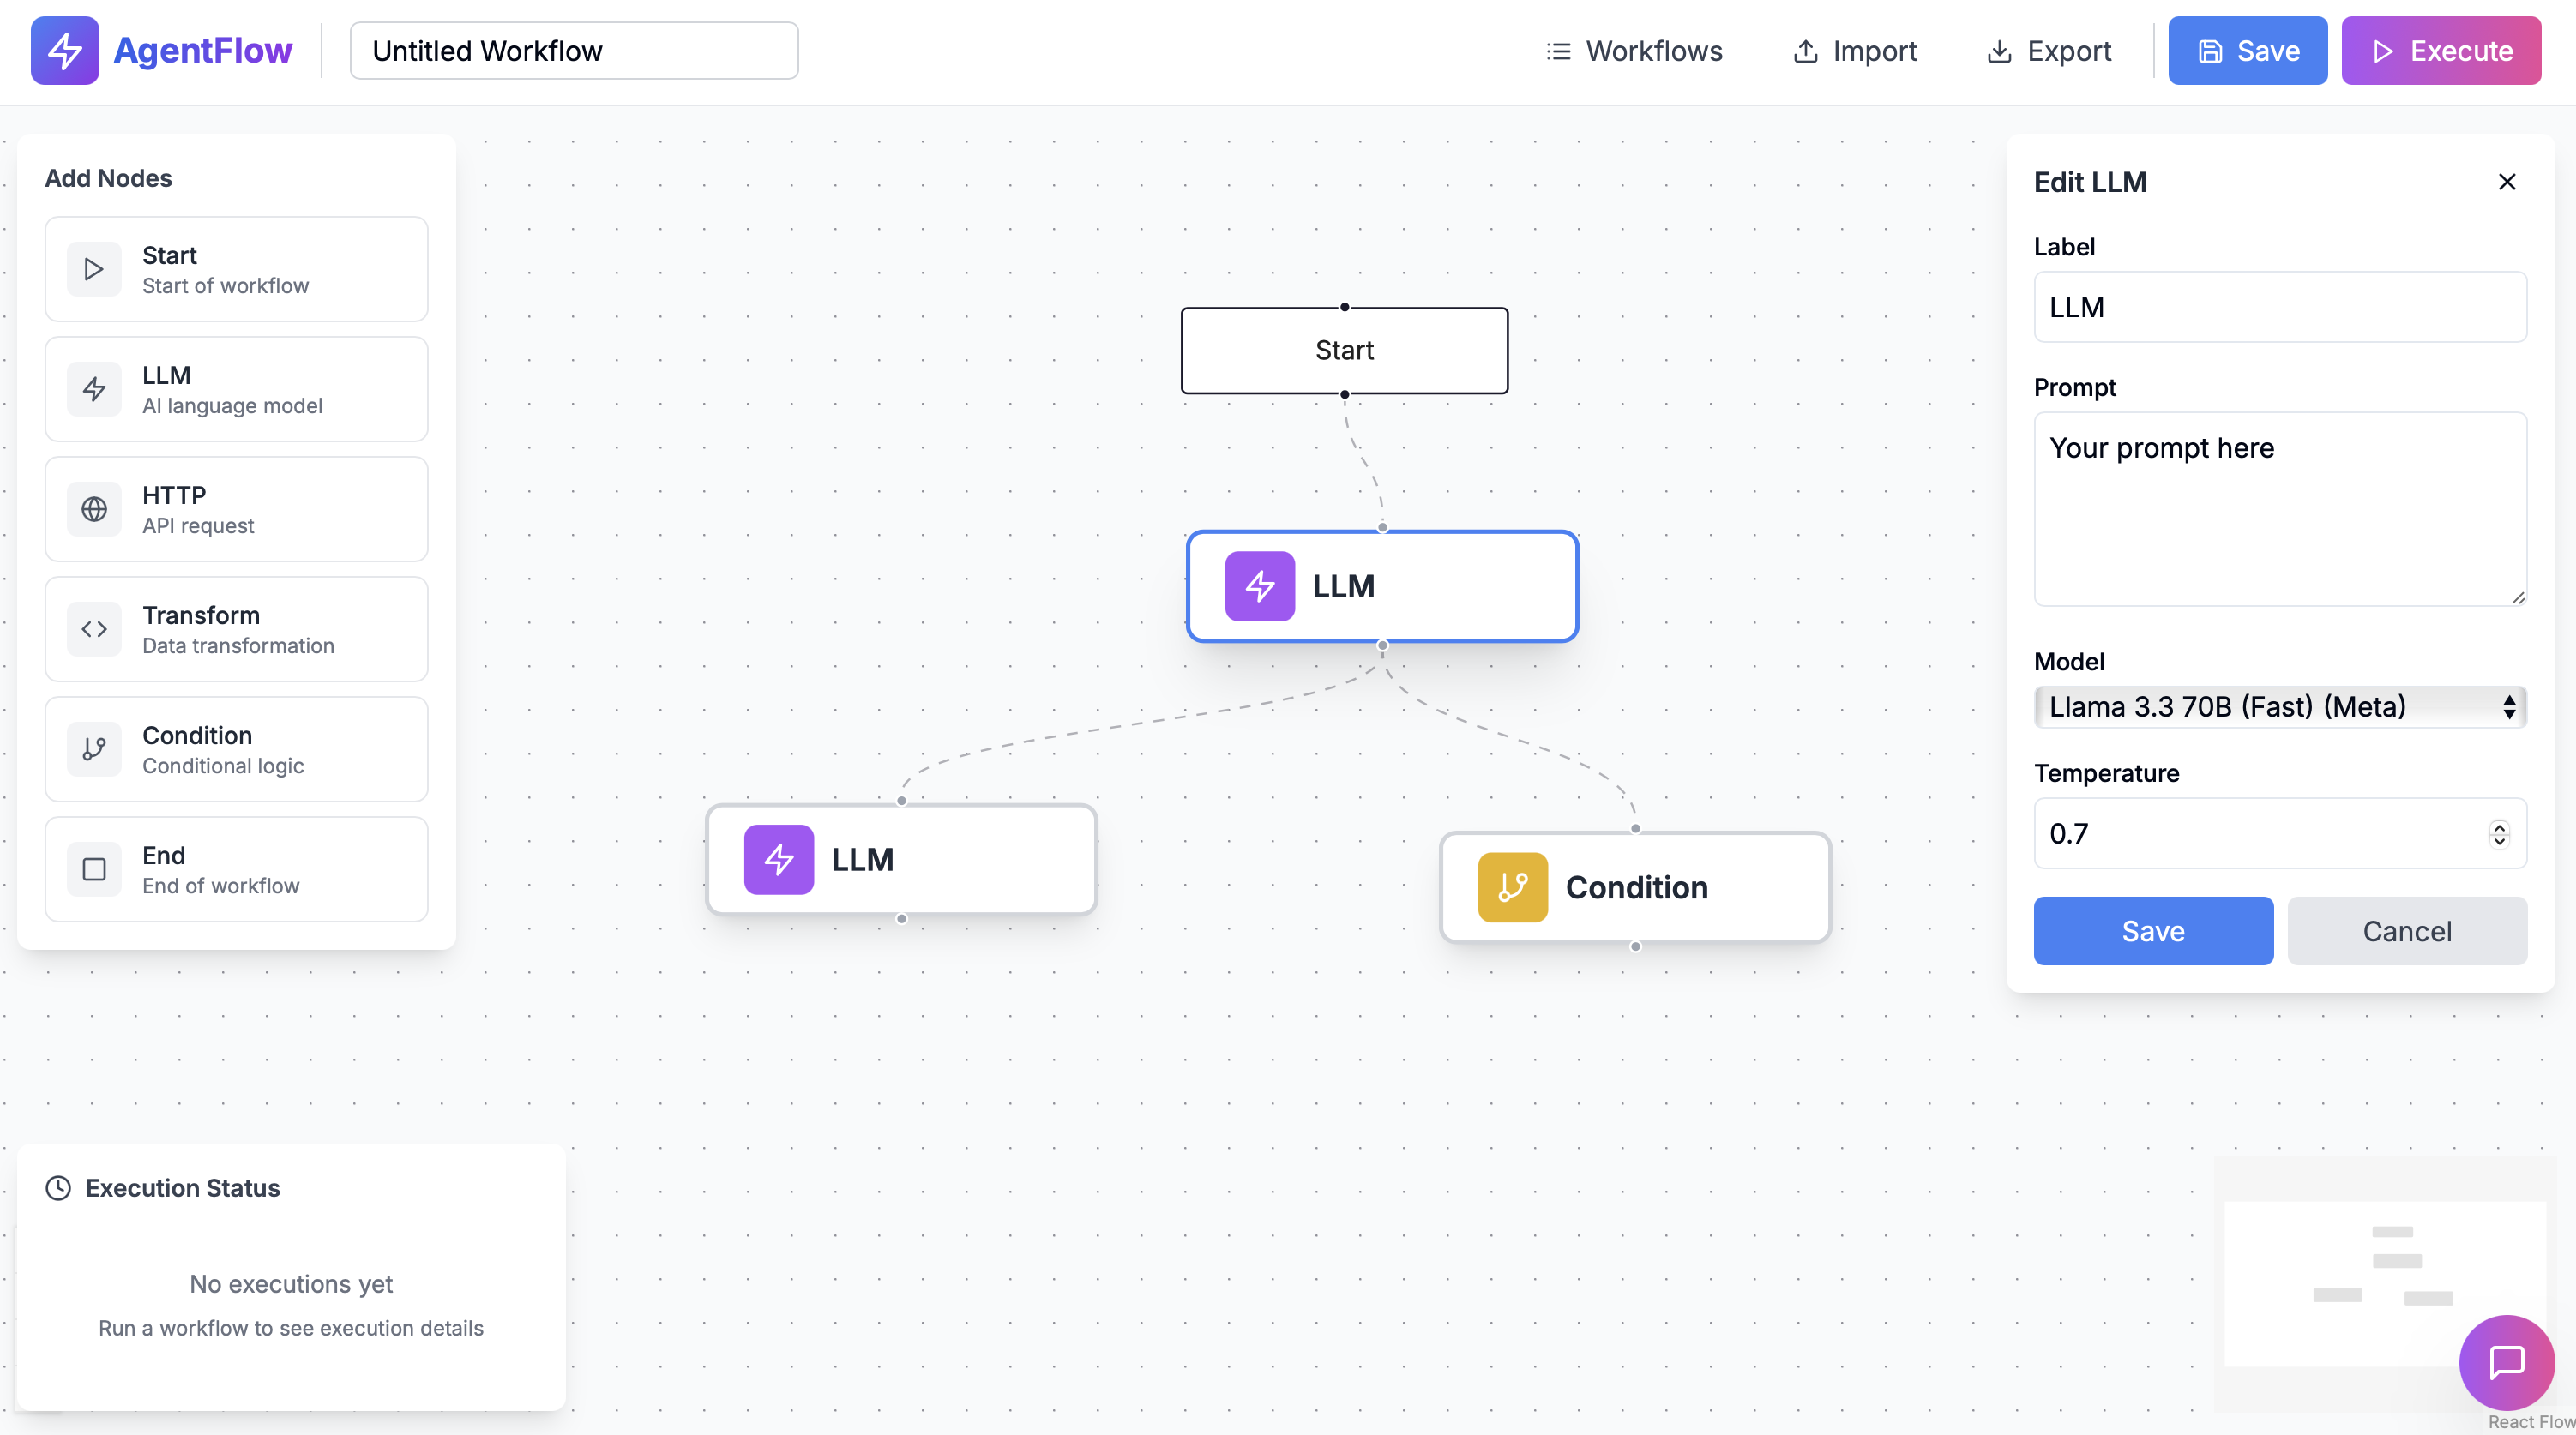 AgentFlow
Untitled Workflow
Workflows
Import
Export
Save
Execute
Add Nodes
Start
Start of workflow
LLM
AI language model
HTTP
API request
Transform
Data transformation
Condition
Conditional logic
End
End of workflow
Start
LLM
LLM
Condition
Edit LLM
Label
LLM
Prompt
Your prompt here
Model
Llama 3.3 70B (Fast) (Meta)
Temperature
0.7
Save
Cancel
Execution Status
No executions yet
Run a workflow to see execution details
React Flow